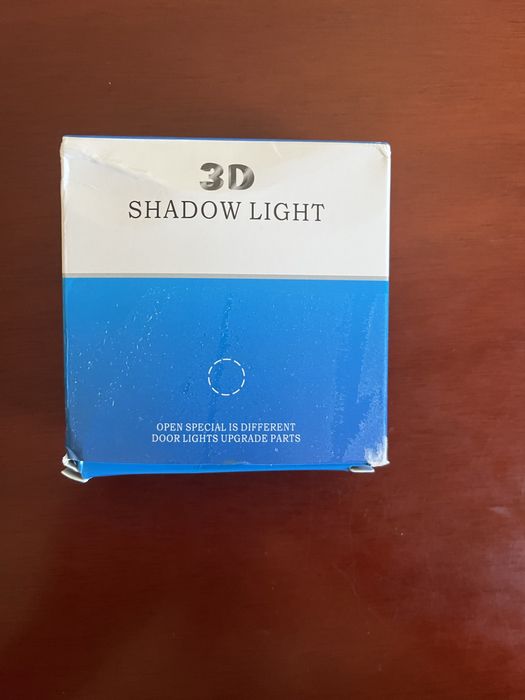 3D
SHADOW LIGHT
OPEN SPECIAL IS DIFFERENT
DOOR LIGHTS UPGRADE PARTS